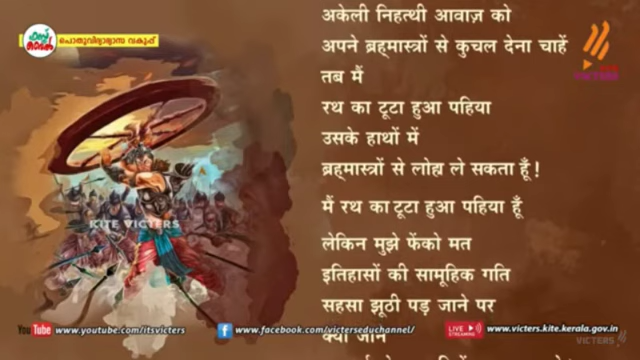 പൊതുവിദ്യാഭ്യാസ വകുപ്പ്
अकेली निहत्थी आवाज़ को
अपने ब्रह्मास्त्रों से कुचल देना चाहें
तब मैं
रथ का टूटा हुआ पहिया
उसके हाथों में
ब्रह्मास्त्रों से लोहा ले सकता हूँ !
मैं रथ का टूटा हुआ पहिया हूँ
लेकिन मुझे फेंको मत
इतिहासों की सामूहिक गति
सहसा झूठी पड़ जाने पर
क्या जाने
VICTERS
KITE VICTERS
YouTube www.youtube.com/itsvicters
www.facebook.com/victerseduchannel/
LIVE STREAMING www.victers.kite.kerala.gov.in
KITE VICTERS